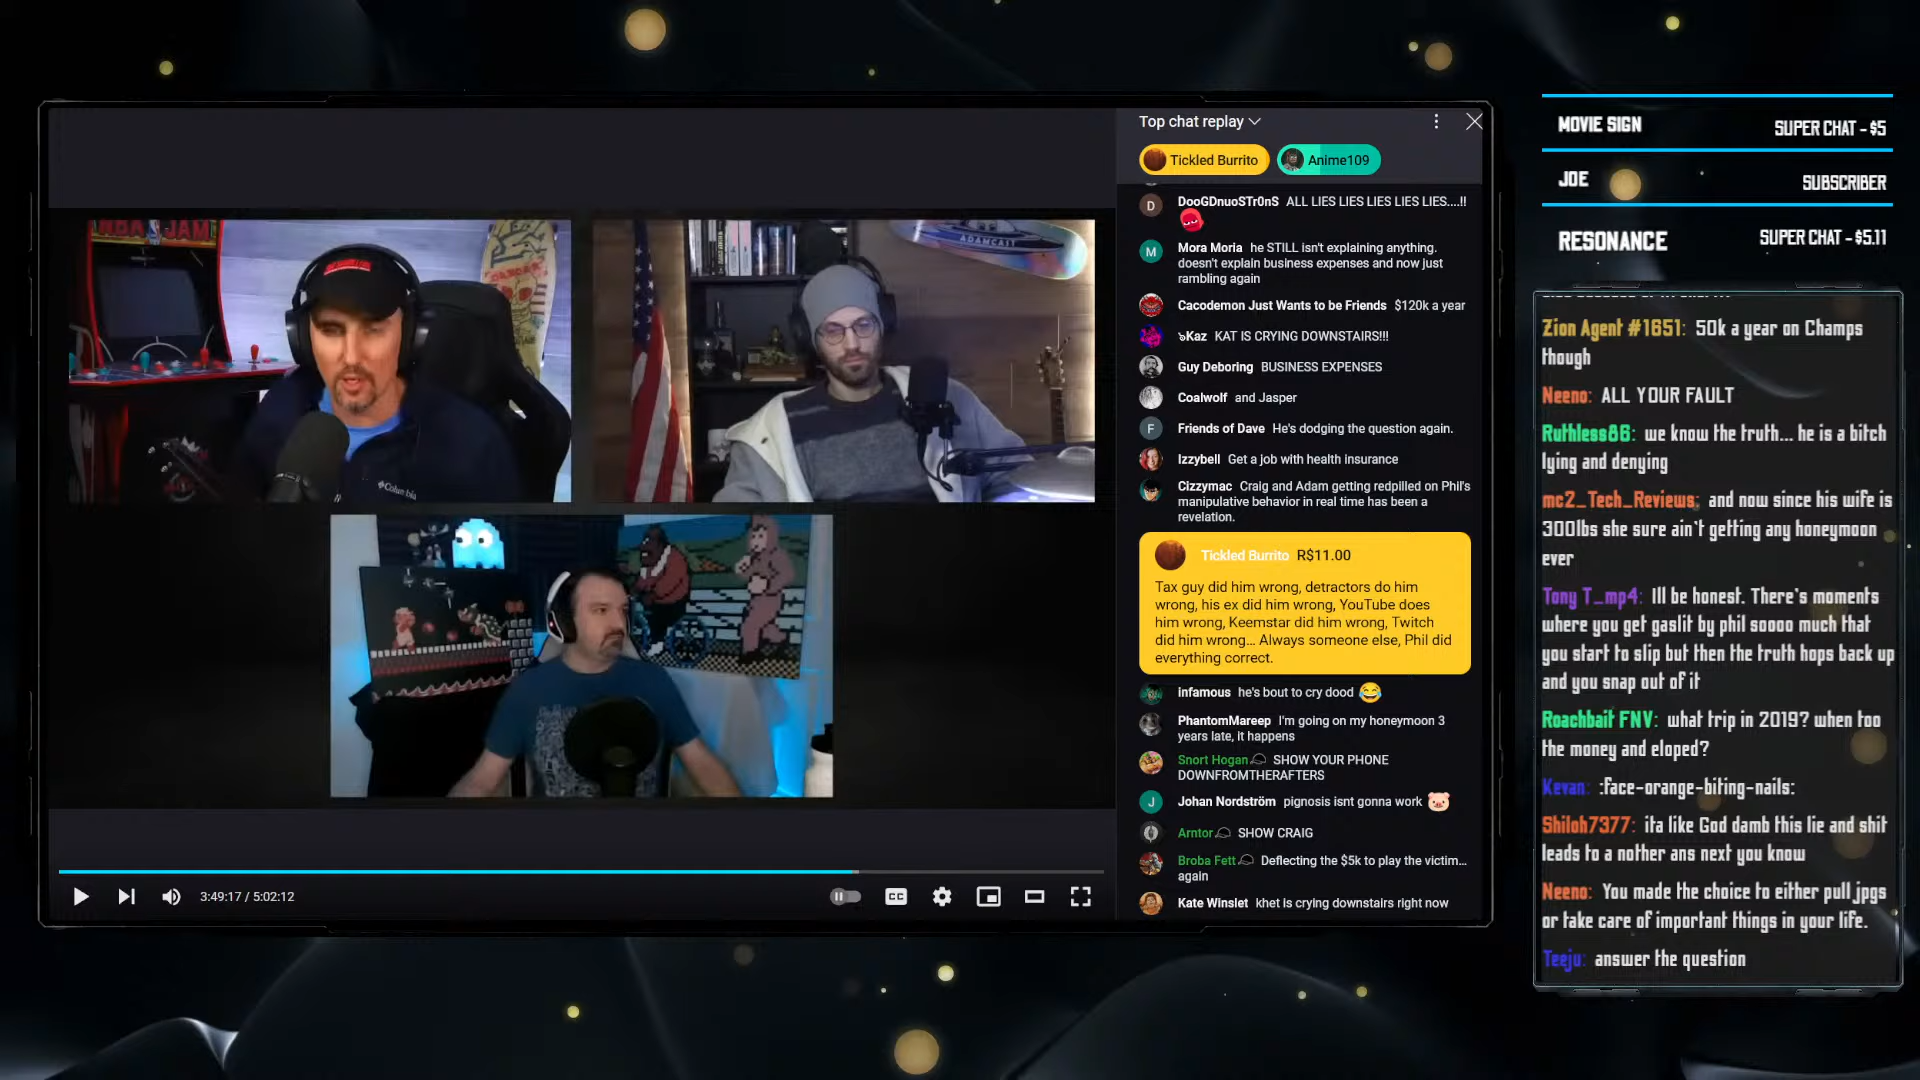 NBA JAM
ADAMCAIT
Columbia
3:49:17 / 5:02:12
CC
Top chat replay
Tickled Burrito
Anime109
D
DooGDnuoSTr0nS ALL LIES LIES LIES LIES LIES....!!
M
Mora Moria he STILL isn't explaining anything.
doesn't explain business expenses and now just
rambling again
Cacodemon Just Wants to be Friends $120k a year
Kaz KAT IS CRYING DOWNSTAIRS!!!
Guy Deboring BUSINESS EXPENSES
Coalwolf and Jasper
F
Friends of Dave He's dodging the question again.
Izzybell Get a job with health insurance
Cizzymac Craig and Adam getting redpilled on Phil's
manipulative behavior in real time has been a
revelation.
Tickled Burrito R$11.00
Tax guy did him wrong, detractors do him
wrong, his ex did him wrong, YouTube does
him wrong, Keemstar did him wrong, Twitch
did him wrong... Always someone else, Phil did
everything correct.
infamous he's bout to cry dood 😂
PhantomMareep I'm going on my honeymoon 3
years late, it happens
Snort Hogan SHOW YOUR PHONE
DOWNFROMTHERAFTERS
J
Johan Nordström pignosis isnt gonna work 🐷
Arntor SHOW CRAIG
Broba Fett Deflecting the $5k to play the victim...
again
Kate Winslet khet is crying downstairs right now
MOVIE SIGN SUPER CHAT - $5
JOE SUBSCRIBER
RESONANCE SUPER CHAT - $5.11
Zion Agent #1651: 50k a year on Champs
though
Neeno: ALL YOUR FAULT
Ruthless86: we know the truth... he is a bitch
lying and denying
mc2_Tech_Reviews: and now since his wife is
300lbs she sure ain't getting any honeymoon
ever
Tony T_mp4: Ill be honest. There's moments
where you get gaslit by phil soooo much that
you start to slip but then the truth hops back up
and you snap out of it
Roachbait FNV: what trip in 2019? when too
the money and eloped?
Kevan: :face-orange-biting-nails:
Shiloh7377: ita like God damb this lie and shit
leads to a nother ans next you know
Neeno: You made the choice to either pull jpgs
or take care of important things in your life.
Teeju: answer the question